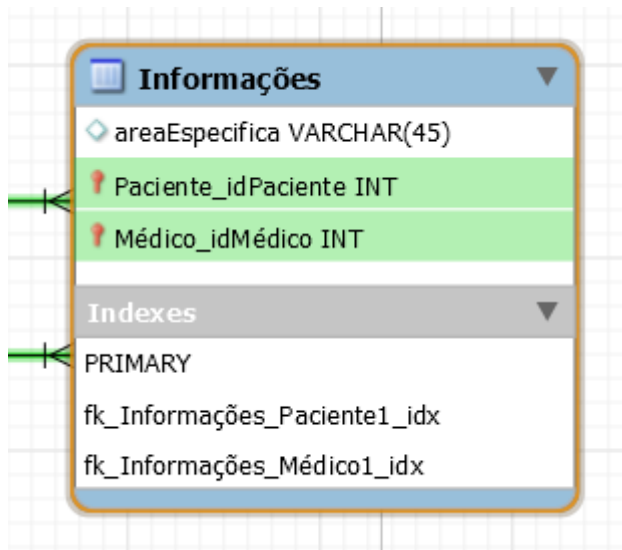 Informações
areaEspecifica VARCHAR(45)
Paciente_idPaciente INT
Médico_idMédico INT
Indexes
PRIMARY
fk_Informações_Paciente1_idx
fk_Informações_Médico1_idx